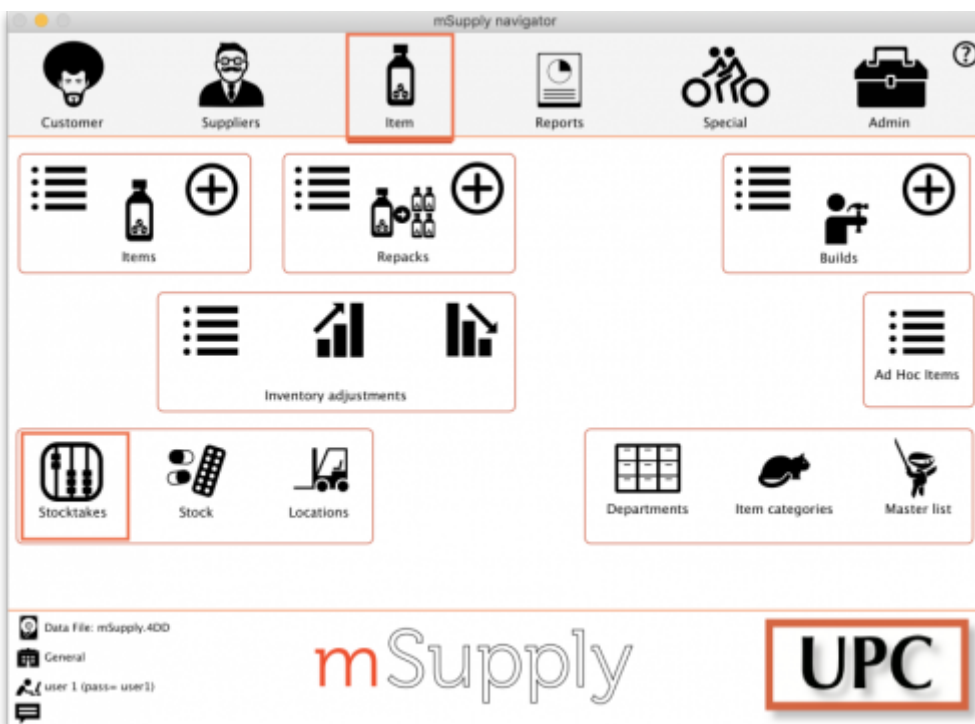 mSupply navigator
Customer
Suppliers
Item
Reports
Special
Admin
?
Items
Repacks
Builds
Inventory adjustments
Ad Hoc Items
Stocktakes
Stock
Locations
Departments
Item categories
Master list
Data File: mSupply.4DD
General
user 1 (pass= user1)
mSupply
UPC